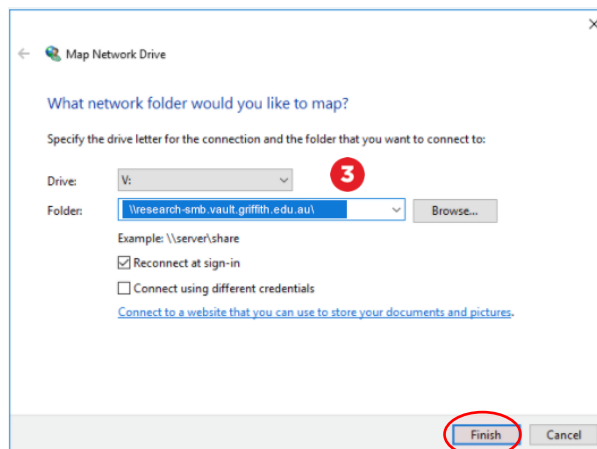 Map Network Drive
What network folder would you like to map?
Specify the drive letter for the connection and the folder that you want to connect to:
Drive: V: 3
Folder: \\research-smb.vault.griffith.edu.au\ Browse...
Example: \\server\share
Reconnect at sign-in
Connect using different credentials
Connect to a website that you can use to store your documents and pictures.
Finish Cancel